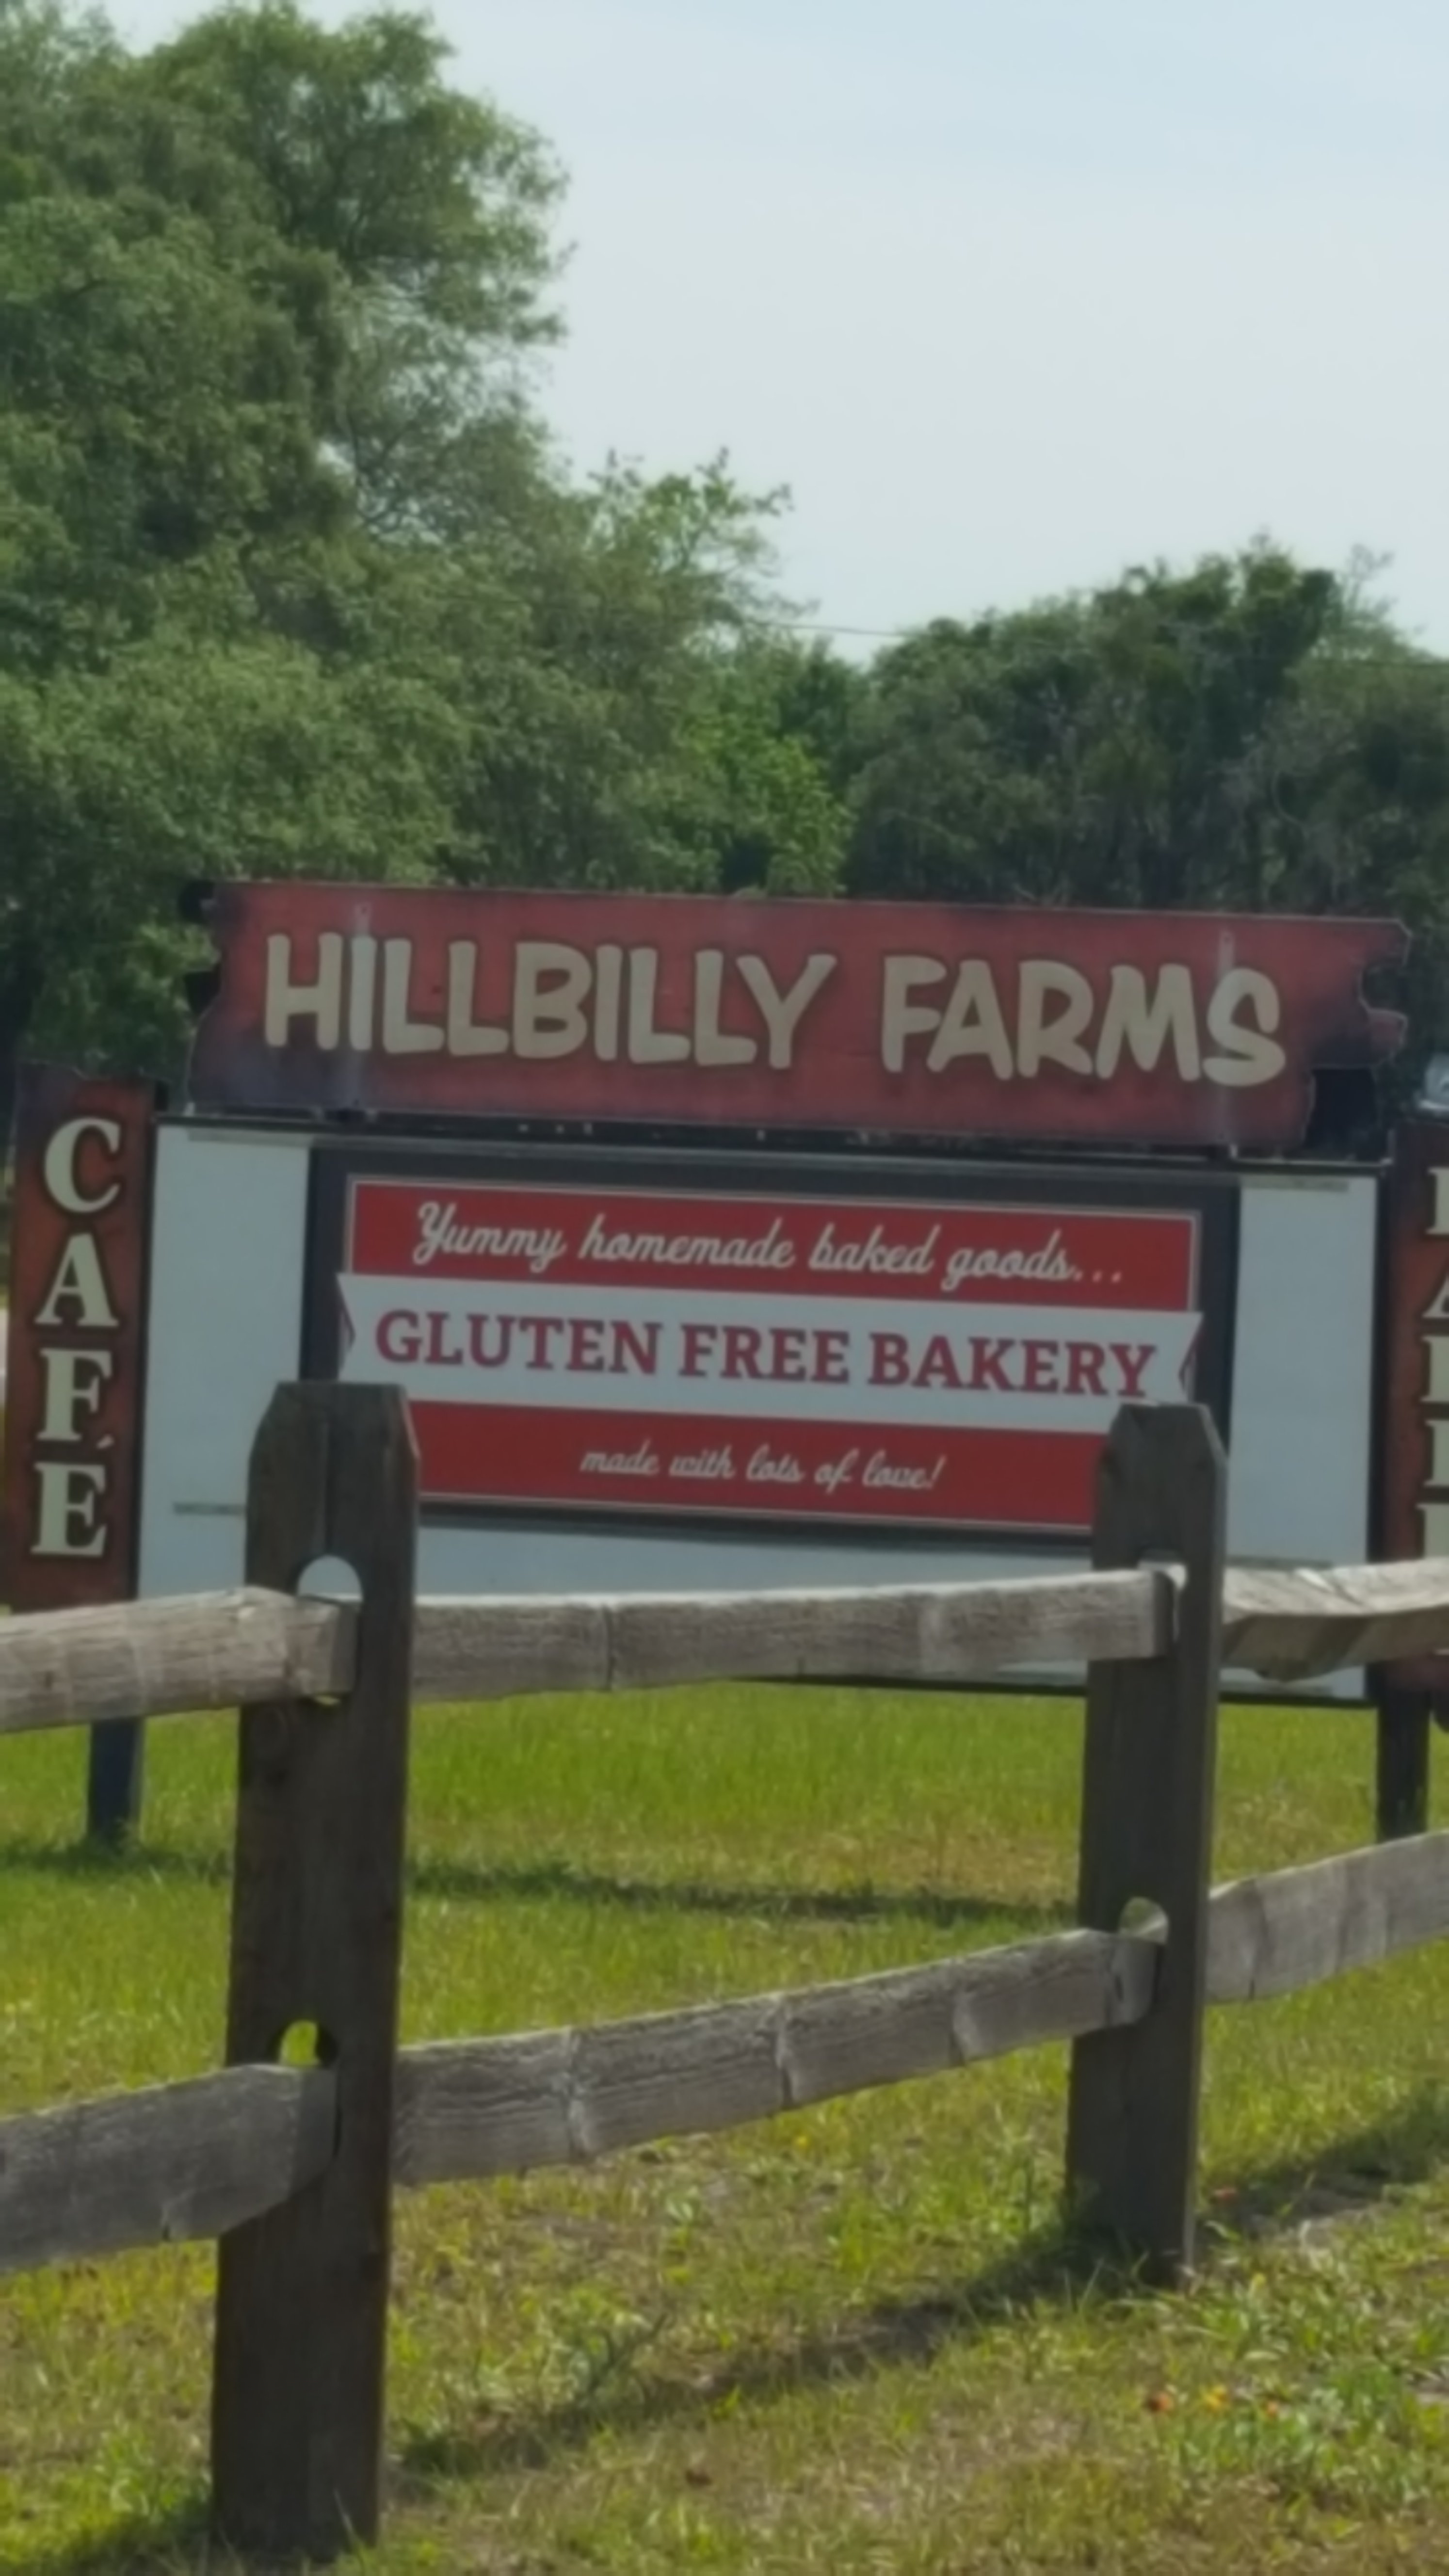 HILLBILLY FARMS
CAFÉ
Yummy homemade baked goods...
GLUTEN FREE BAKERY
made with lots of love!